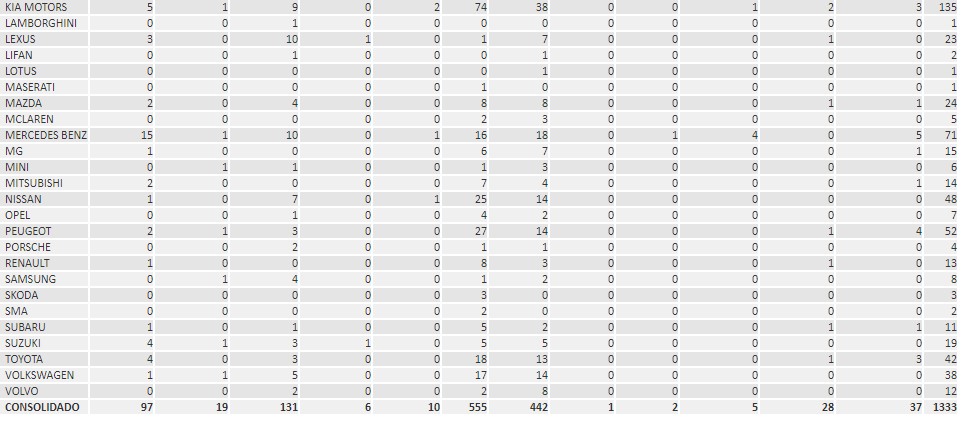 KIA MOTORS 5 1 9 0 2 74 38 0 0 1 2 3 135
LAMBORGHINI 0 0 1 0 0 0 0 0 0 0 0 0 1
LEXUS 3 0 10 1 0 1 7 0 0 0 1 0 23
LIFAN 0 0 1 0 0 0 1 0 0 0 0 0 2
LOTUS 0 0 0 0 0 0 1 0 0 0 0 0 1
MASERATI 0 0 0 0 0 1 0 0 0 0 0 0 1
MAZDA 2 0 4 0 0 8 8 0 0 0 1 1 24
MCLAREN 0 0 0 0 0 2 3 0 0 0 0 0 5
MERCEDES BENZ 15 1 10 0 1 16 18 0 1 4 0 5 71
MG 1 0 0 0 0 6 7 0 0 0 0 1 15
MINI 0 1 1 0 0 1 3 0 0 0 0 0 6
MITSUBISHI 2 0 0 0 0 7 4 0 0 0 0 1 14
NISSAN 1 0 7 0 1 25 14 0 0 0 0 0 48
OPEL 0 0 1 0 0 4 2 0 0 0 0 0 7
PEUGEOT 2 1 3 0 0 27 14 0 0 0 1 4 52
PORSCHE 0 0 2 0 0 1 1 0 0 0 0 0 4
RENAULT 1 0 0 0 0 8 3 0 0 0 1 0 13
SAMSUNG 0 1 4 0 0 1 2 0 0 0 0 0 8
SKODA 0 0 0 0 0 3 0 0 0 0 0 0 3
SMA 0 0 0 0 0 2 0 0 0 0 0 0 2
SUBARU 1 0 1 0 0 5 2 0 0 0 1 1 11
SUZUKI 4 1 3 1 0 5 5 0 0 0 0 0 19
TOYOTA 4 0 3 0 0 18 13 0 0 0 1 3 42
VOLKSWAGEN 1 1 5 0 0 17 14 0 0 0 0 0 38
VOLVO 0 0 2 0 0 2 8 0 0 0 0 0 12
CONSOLIDADO 97 19 131 6 10 555 442 1 2 5 28 37 1333